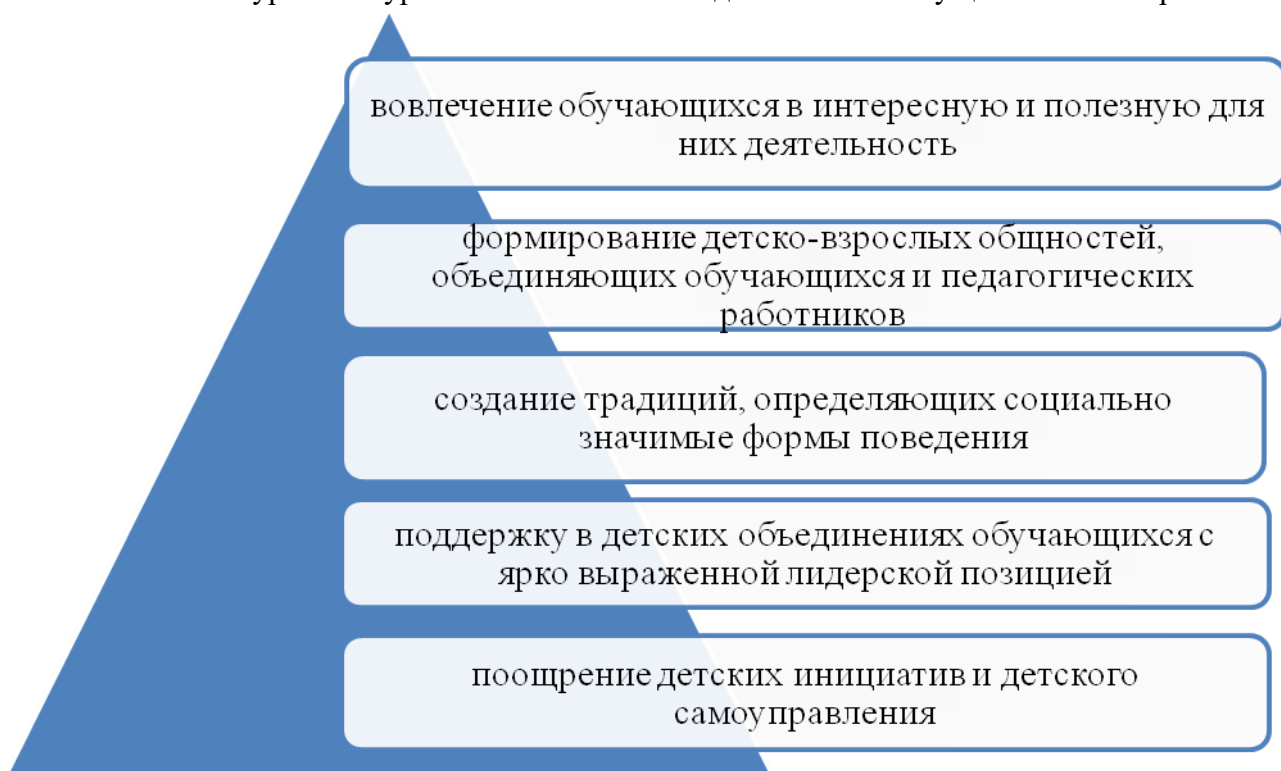 вовлечение обучающихся в интересную и полезную для
них деятельность
формирование детско-взрослых общностей,
объединяющих обучающихся и педагогических
работников
создание традиций, определяющих социально
значимые формы поведения
поддержку в детских объединениях обучающихся с
ярко выраженной лидерской позицией
поощрение детских инициатив и детского
самоуправления